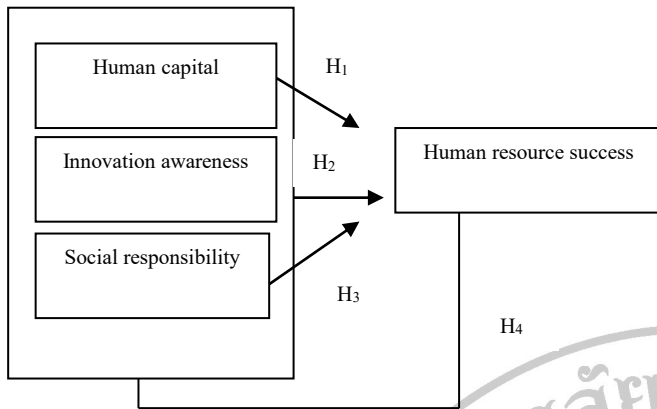 Human capital
H1
Innovation awareness
H2
Human resource success
Social responsibility
H3
H4